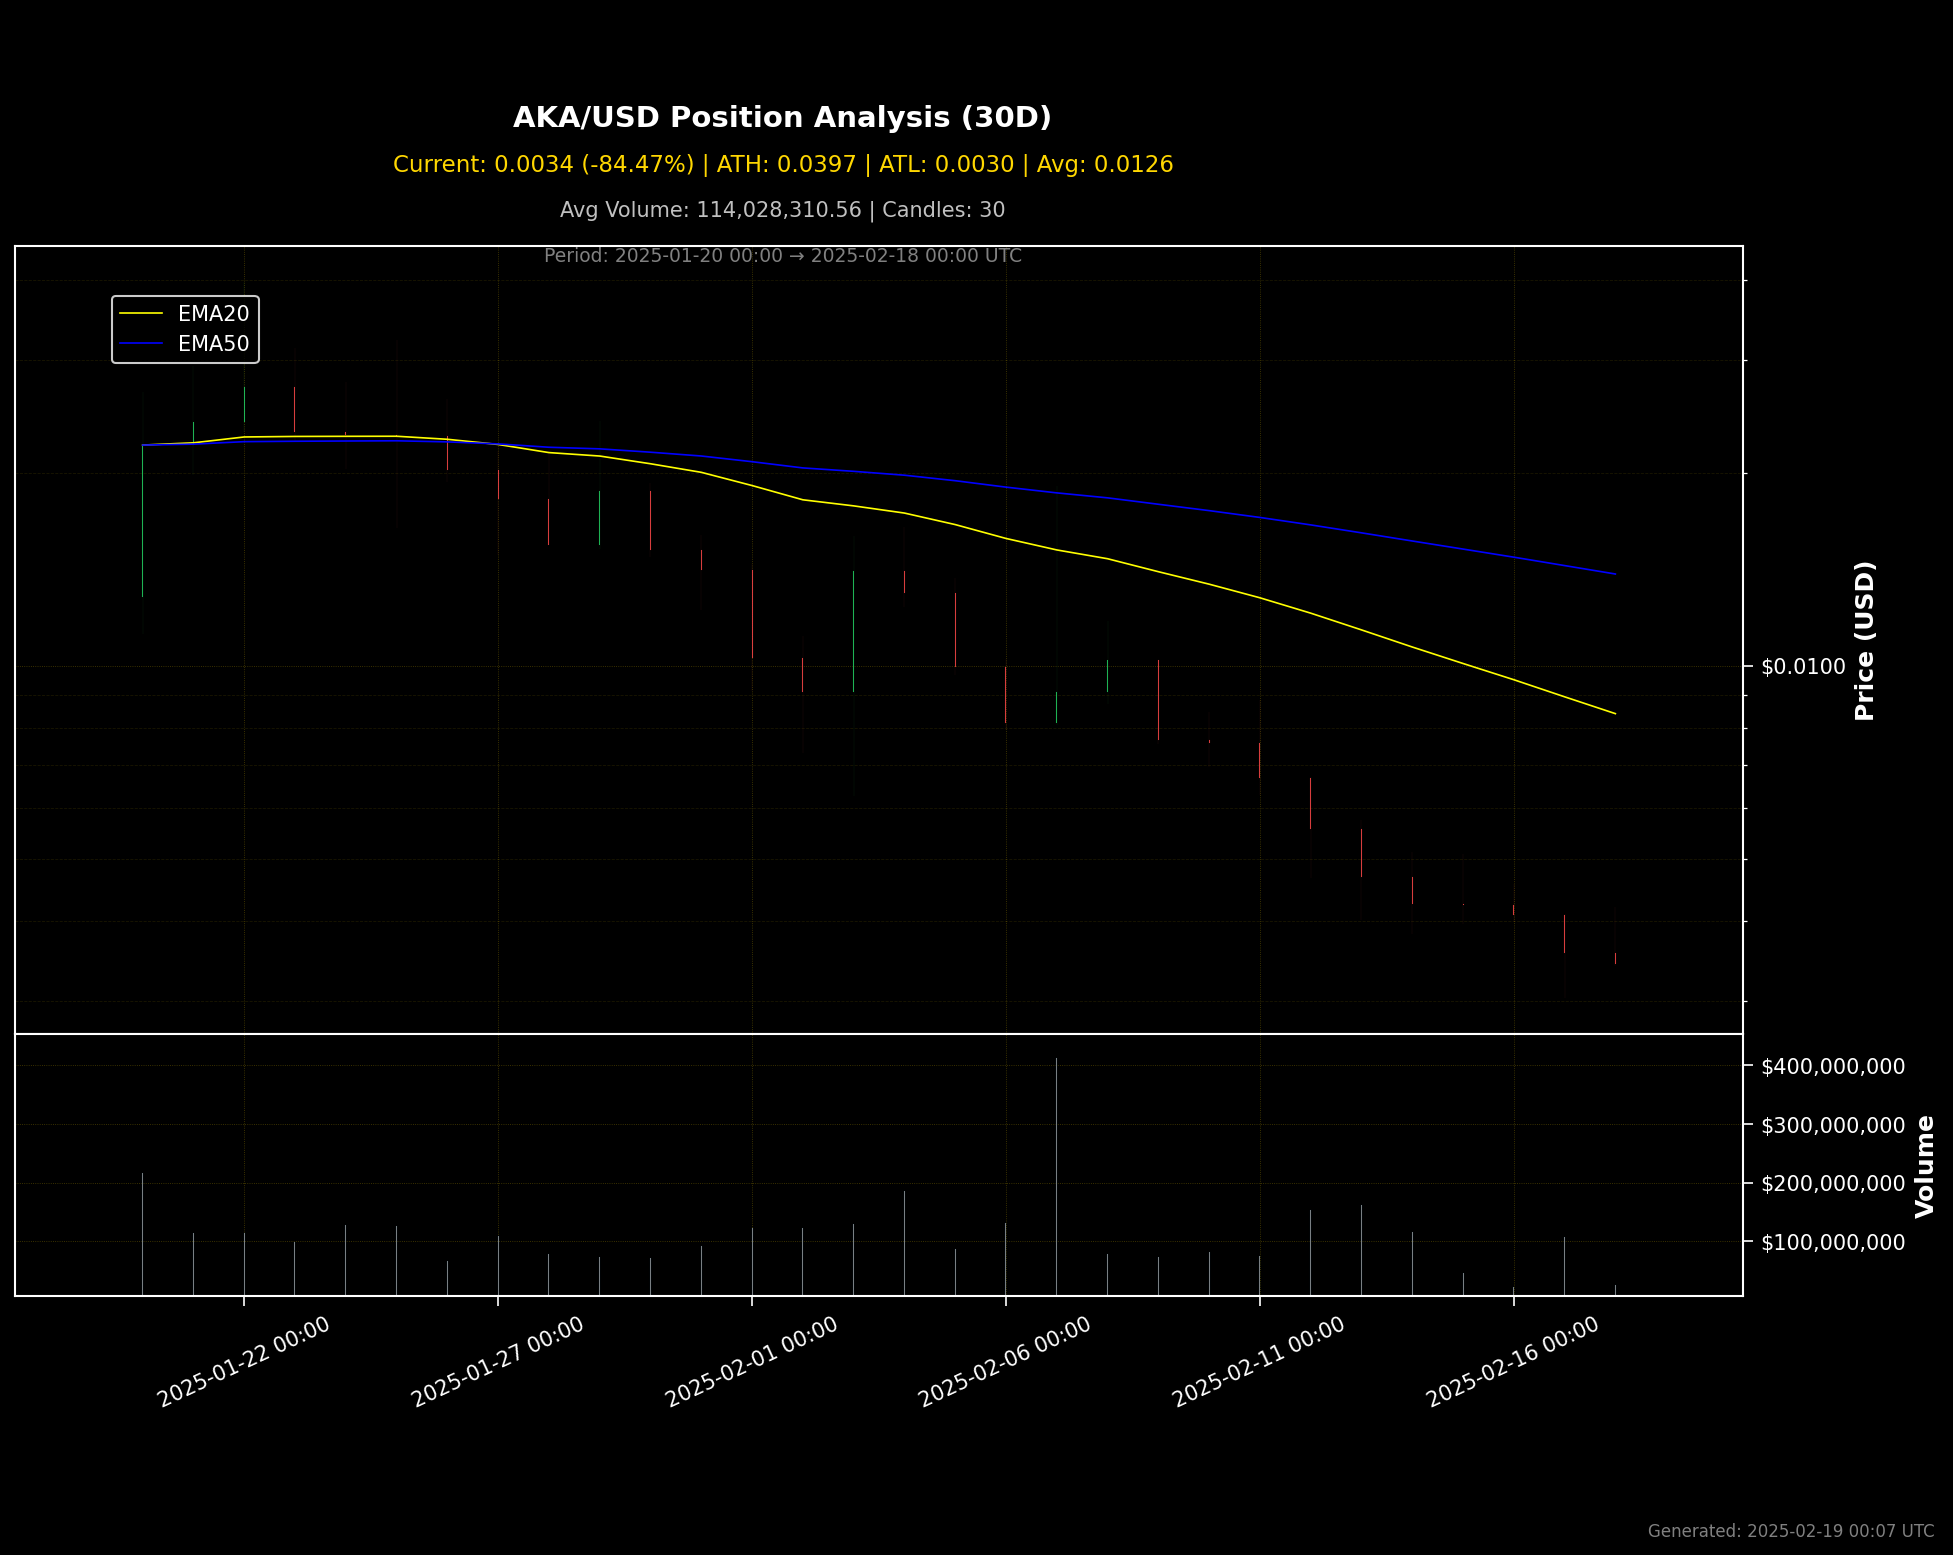 AKA/USD Position Analysis (30D)
Current: 0.0034 (-84.47%) | ATH: 0.0397 | ATL: 0.0030 | Avg: 0.0126
Avg Volume: 114,028,310.56 | Candles: 30
Period: 2025-01-20 00:00 → 2025-02-18 00:00 UTC
EMA20
EMA50
$0.0100
Price (USD)
$400,000,000
$300,000,000
$200,000,000
$100,000,000
Volume
2025-01-22 00:00
2025-01-27 00:00
2025-02-01 00:00
2025-02-06 00:00
2025-02-11 00:00
2025-02-16 00:00
Generated: 2025-02-19 00:07 UTC